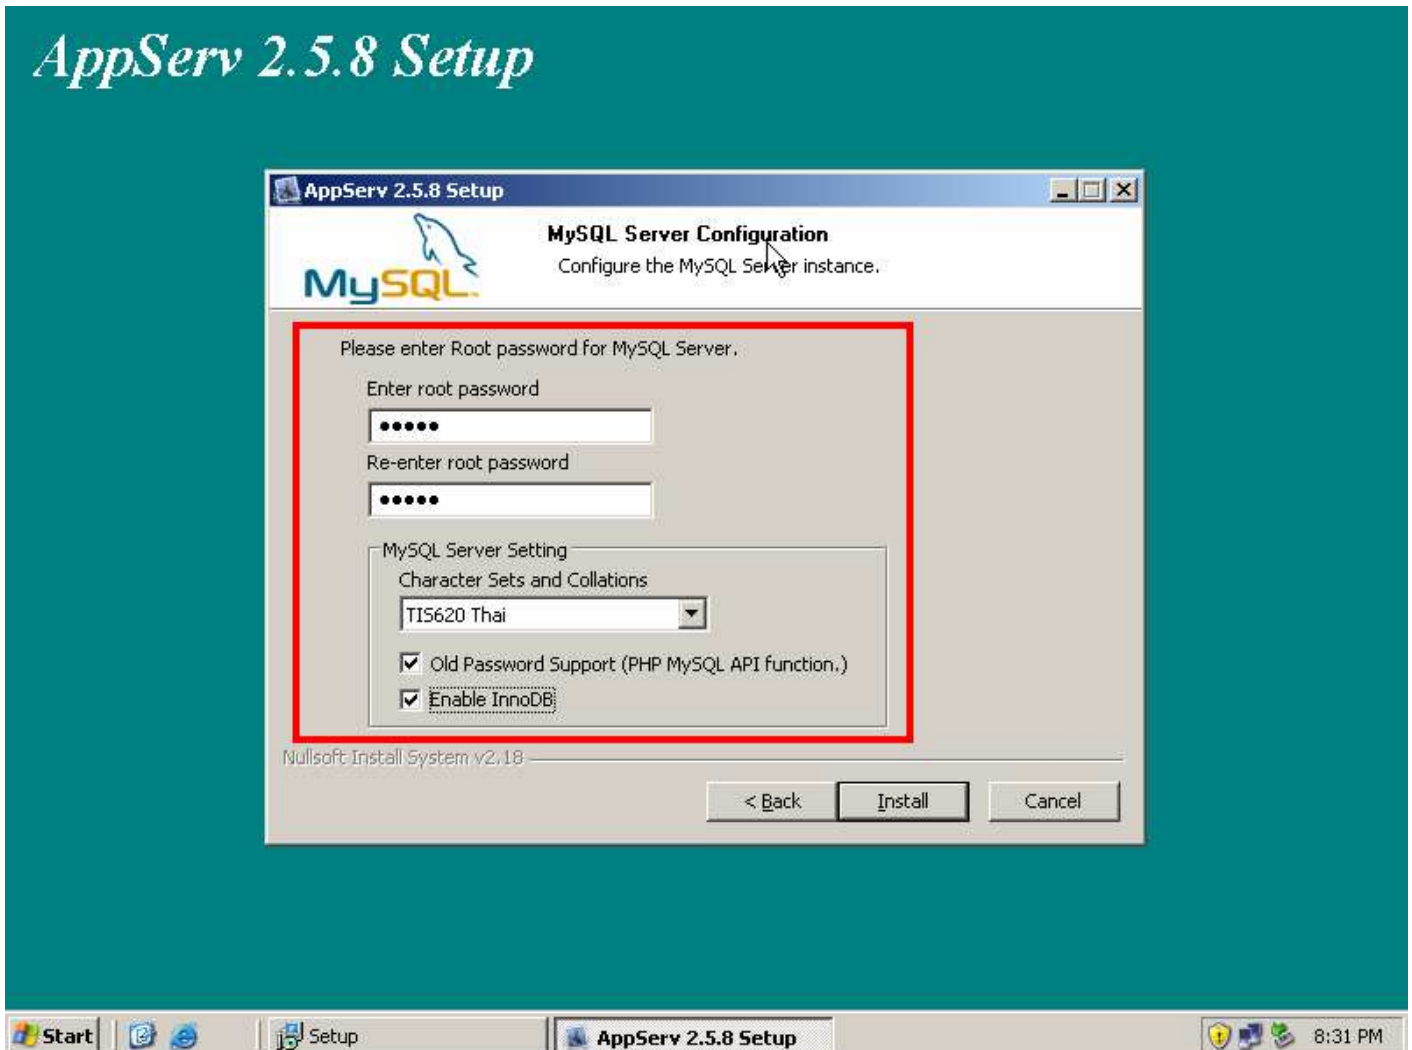 AppServ 2.5.8 Setup
AppServ 2.5.8 Setup
MySQL Server Configuration
Configure the MySQL Server instance.
MySQL
Please enter Root password for MySQL Server.
Enter root password
•••••
Re-enter root password
•••••
MySQL Server Setting
Character Sets and Collations
TIS620 Thai
Old Password Support (PHP MySQL API function.)
Enable InnoDB
Nullsoft Install System v2.18
< Back Install Cancel
Start Setup AppServ 2.5.8 Setup 8:31 PM